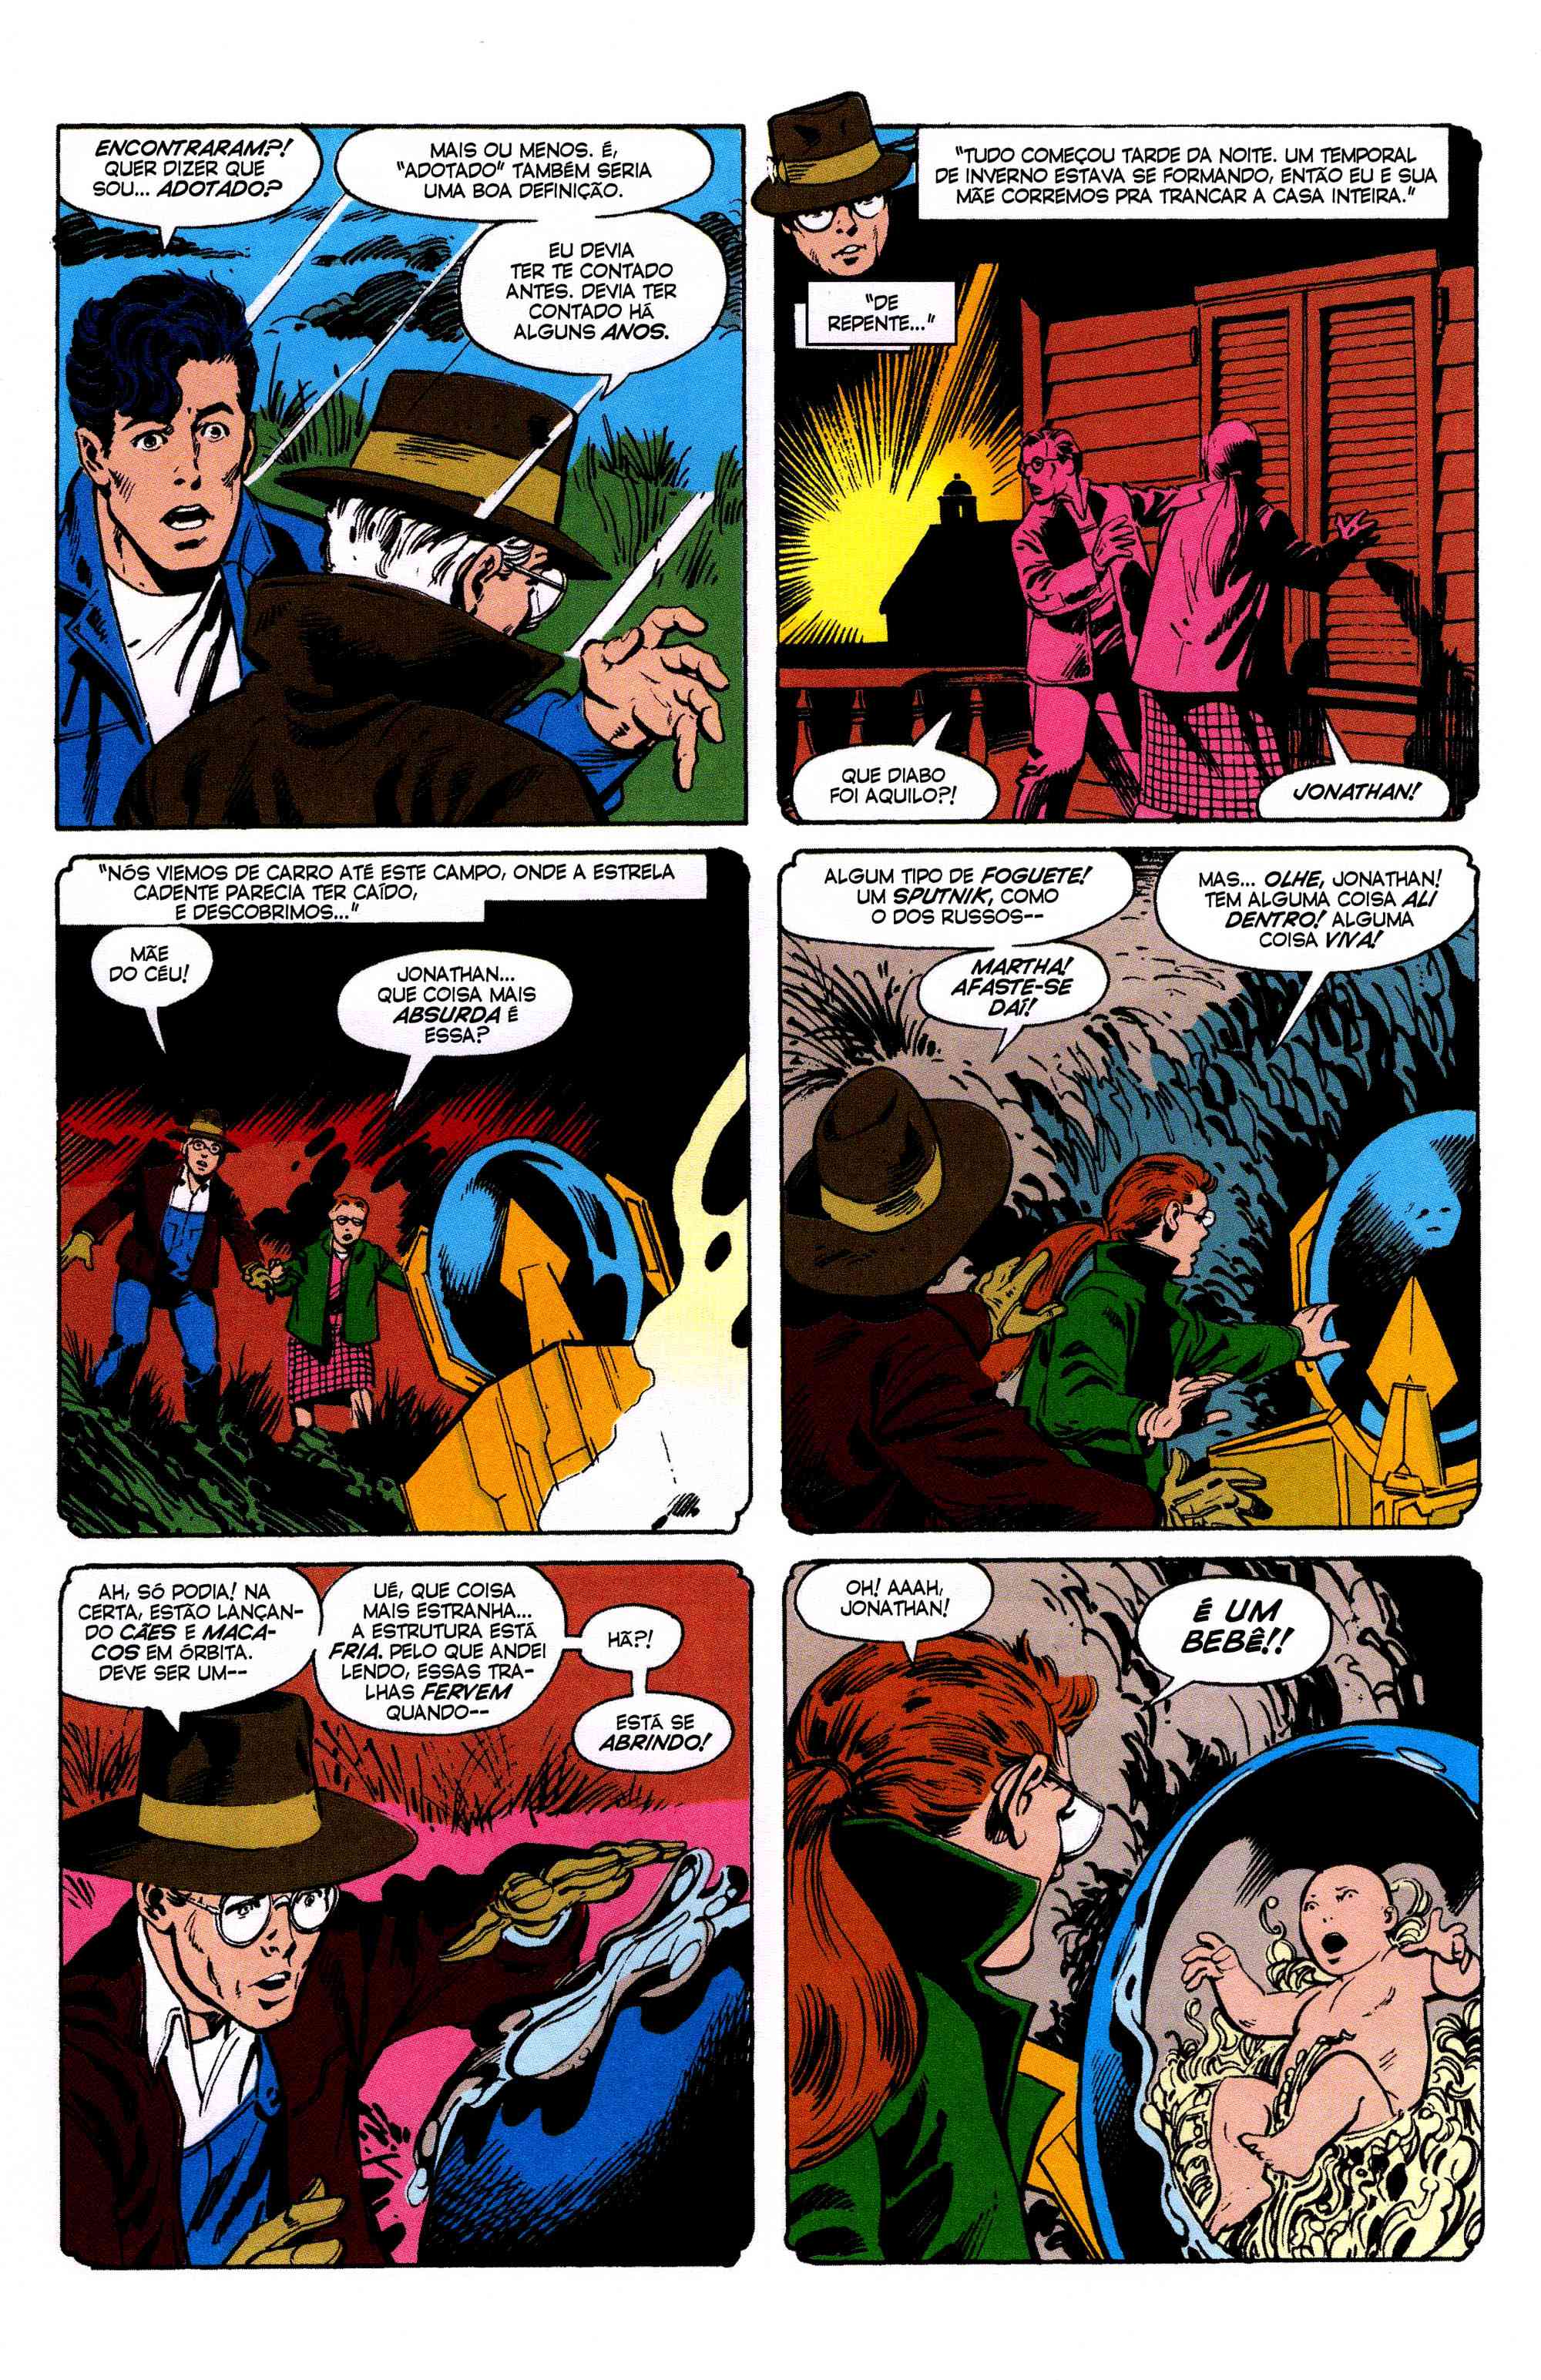 ENCONTRARAM?!
QUER DIZER QUE
SOU... ADOTADO?
MAIS OU MENOS. É,
"ADOTADO" TAMBÉM SERIA
UMA BOA DEFINIÇÃO.
EU DEVIA
TER TE CONTADO
ANTES. DEVIA TER
CONTADO HÁ
ALGUNS ANOS.
"TUDO COMEÇOU TARDE DA NOITE. UM TEMPORAL
DE INVERNO ESTAVA SE FORMANDO, ENTÃO EU E SUA
MÃE CORREMOS PRA TRANCAR A CASA INTEIRA."
"DE
REPENTE..."
QUE DIABO
FOI AQUILO?!
JONATHAN!
"NÓS VIEMOS DE CARRO ATÉ ESTE CAMPO, ONDE A ESTRELA
CADENTE PARECIA TER CAÍDO,
E DESCOBRIMOS..."
MÃE
DO CÉU!
JONATHAN...
QUE COISA MAIS
ABSURDA É
ESSA?
ALGUM TIPO DE FOGUETE!
UM SPUTNIK, COMO
O DOS RUSSOS--
MARTHA!
AFASTE-SE
DAÍ!
MAS... OLHE, JONATHAN!
TEM ALGUMA COISA ALI
DENTRO! ALGUMA
COISA VIVA!
AH, SÓ PODIA! NA
CERTA, ESTÃO LANÇAN-
DO CÃES E MACA-
COS EM ÓRBITA.
DEVE SER UM--
UÉ, QUE COISA
MAIS ESTRANHA...
A ESTRUTURA ESTÁ
FRIA. PELO QUE ANDEI
LENDO, ESSAS TRA-
LHAS FERVEM
QUANDO--
HÃ?!
ESTÁ SE
ABRINDO!
OH! AAAH,
JONATHAN!
É UM
BEBÊ!!